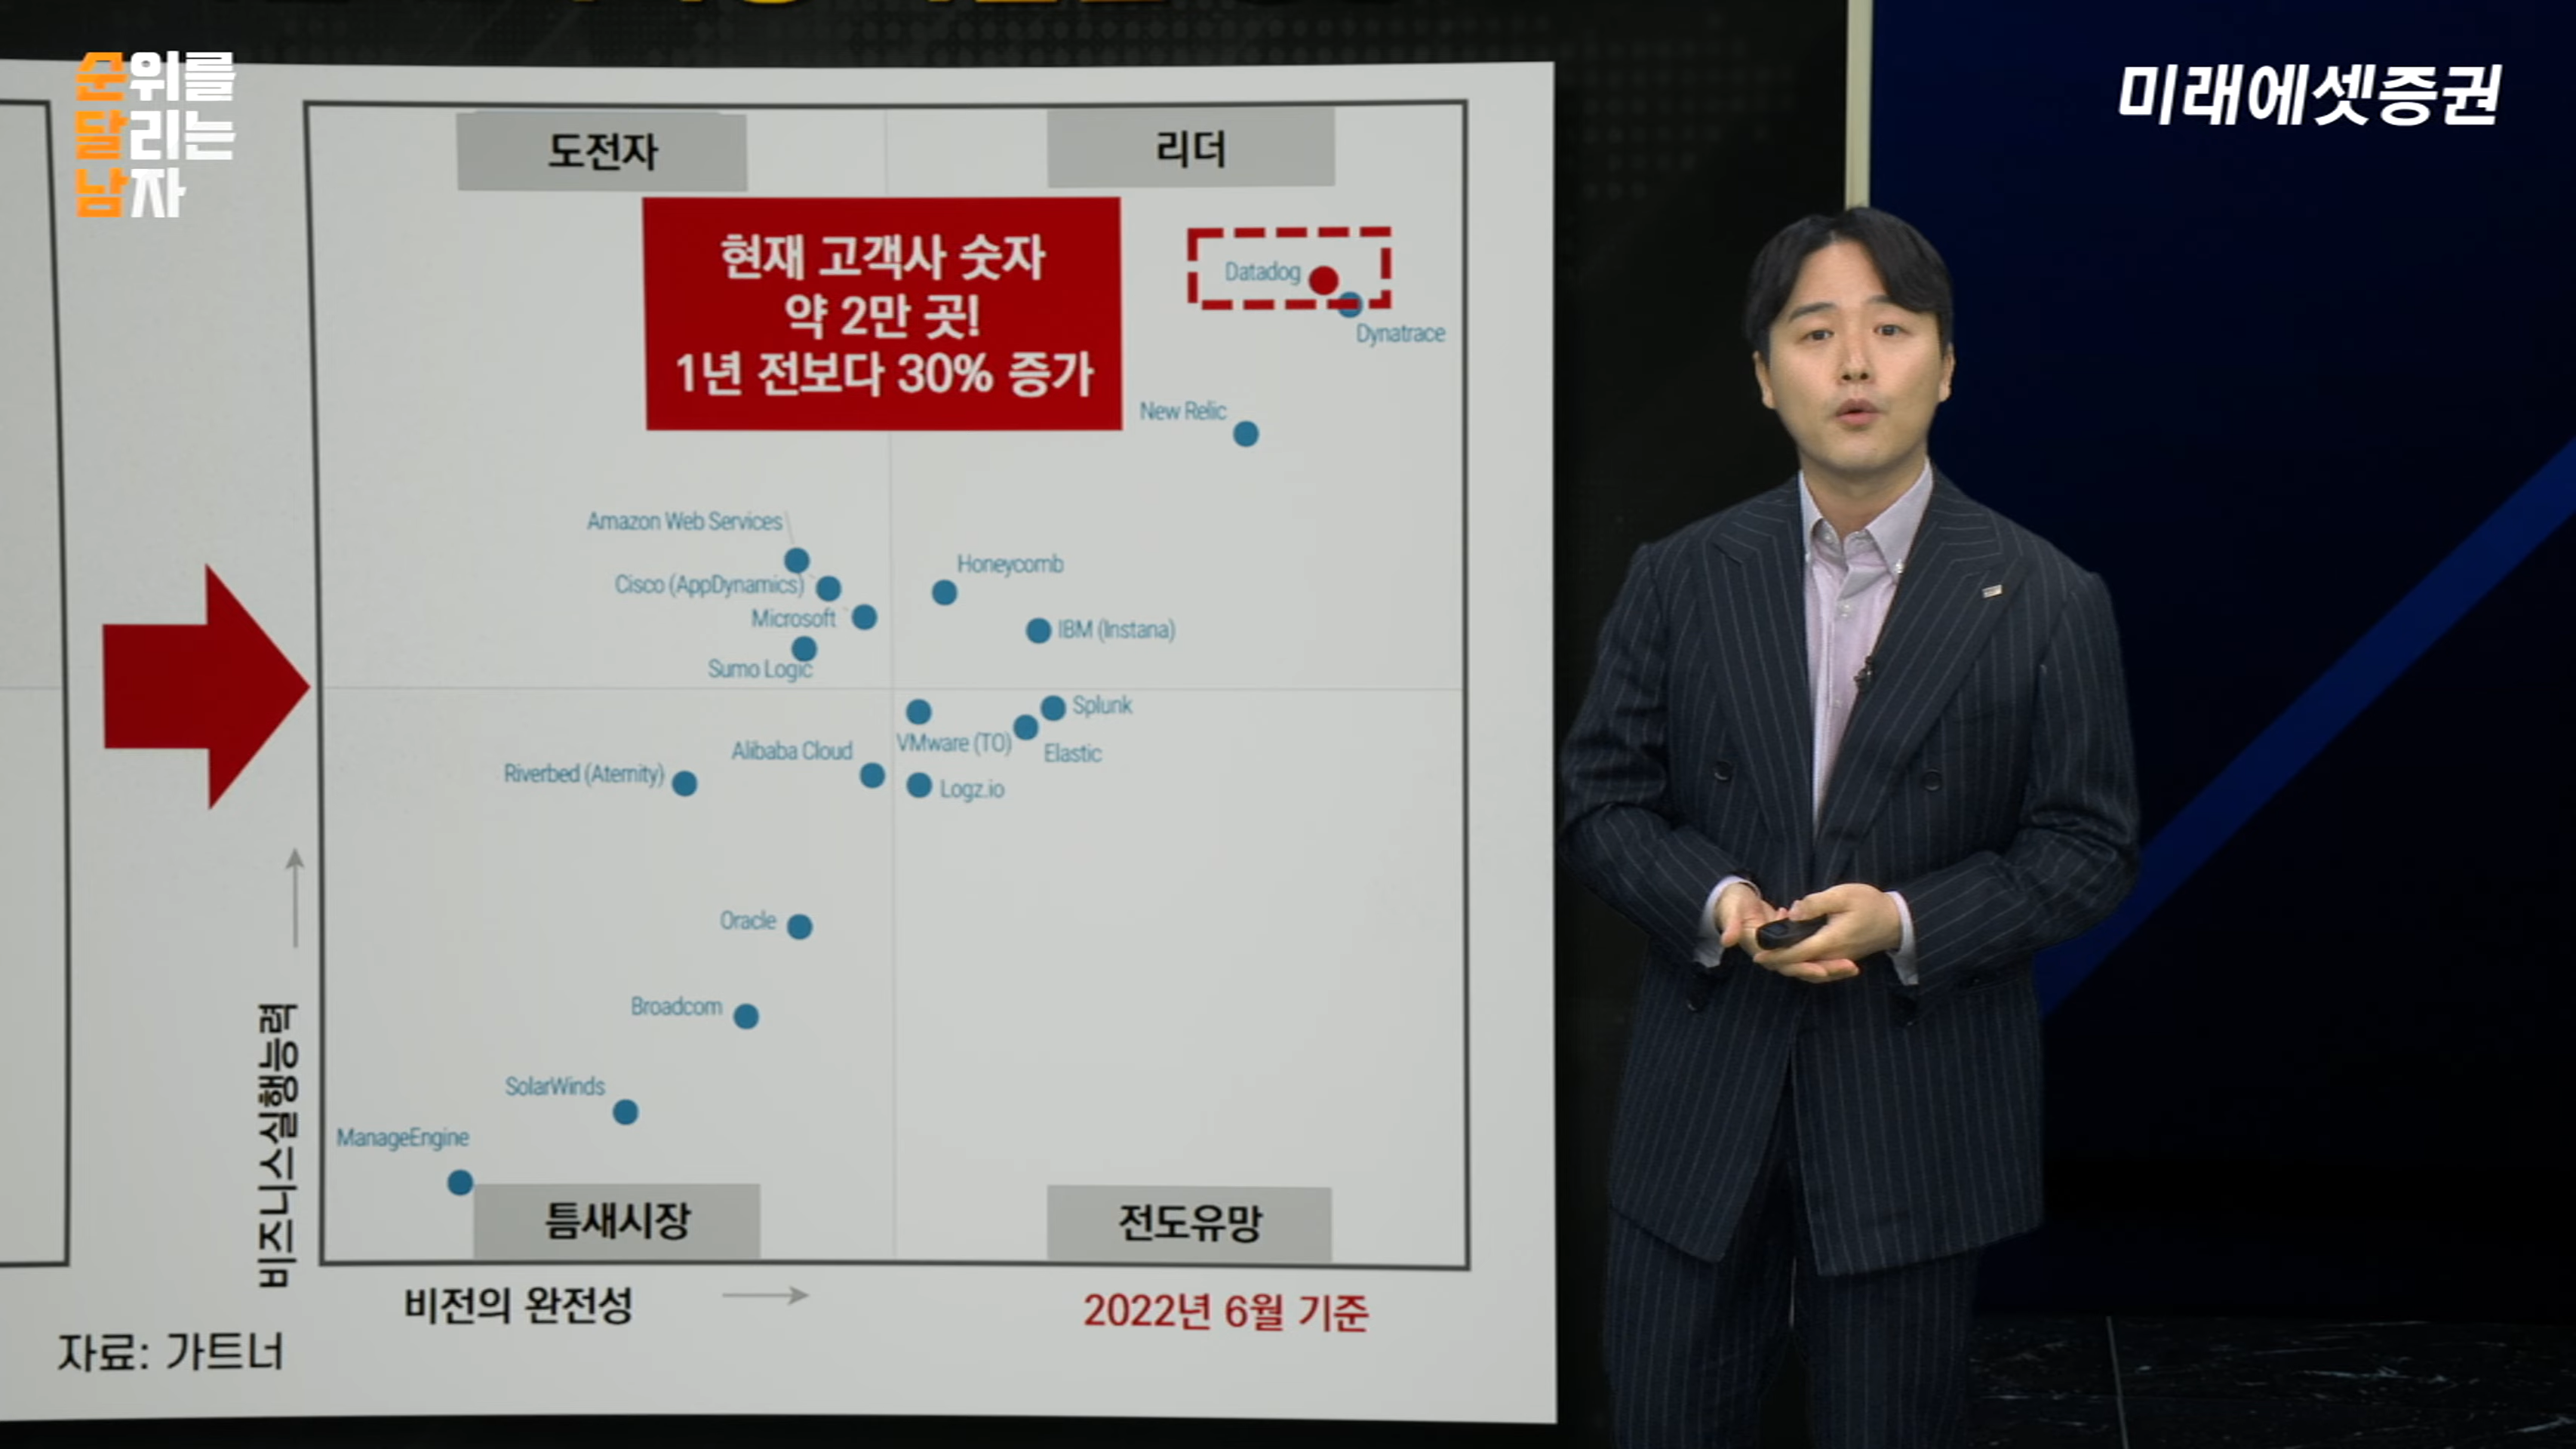 순위를
달리는
남자
미래에셋증권
도전자
리더
현재 고객사 숫자
약 2만 곳!
1년 전보다 30% 증가
Datadog
Dynatrace
New Relic
Amazon Web Services
Cisco (AppDynamics)
Microsoft
Sumo Logic
Honeycomb
IBM (Instana)
Splunk
VMware (TO)
Elastic
Alibaba Cloud
Riverbed (Aternity)
Logz.io
Oracle
Broadcom
SolarWinds
ManageEngine
틈새시장
전도유망
비즈니스실행능력
비전의 완전성
2022년 6월 기준
자료: 가트너